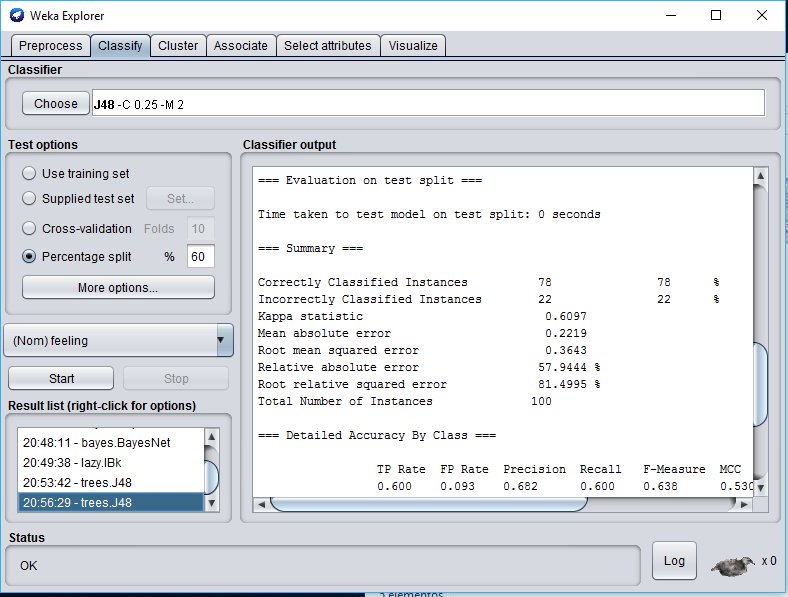 Weka Explorer
Preprocess Classify Cluster Associate Select attributes Visualize
Classifier
Choose J48 -C 0.25 -M 2
Test options
Use training set
Supplied test set Set...
Cross-validation Folds 10
Percentage split % 60
More options...
(Nom) feeling
Start Stop
Result list (right-click for options)
20:48:11 - bayes.BayesNet
20:49:38 - lazy.IBk
20:53:42 - trees.J48
20:56:29 - trees.J48
Classifier output
=== Evaluation on test split ===
Time taken to test model on test split: 0 seconds
=== Summary ===
Correctly Classified Instances 78 78 %
Incorrectly Classified Instances 22 22 %
Kappa statistic 0.6097
Mean absolute error 0.2219
Root mean squared error 0.3643
Relative absolute error 57.9444 %
Root relative squared error 81.4995 %
Total Number of Instances 100
=== Detailed Accuracy By Class ===
TP Rate FP Rate Precision Recall F-Measure MCC
0.600 0.093 0.682 0.600 0.638 0.530
Status
OK
Log x 0
5 elementos